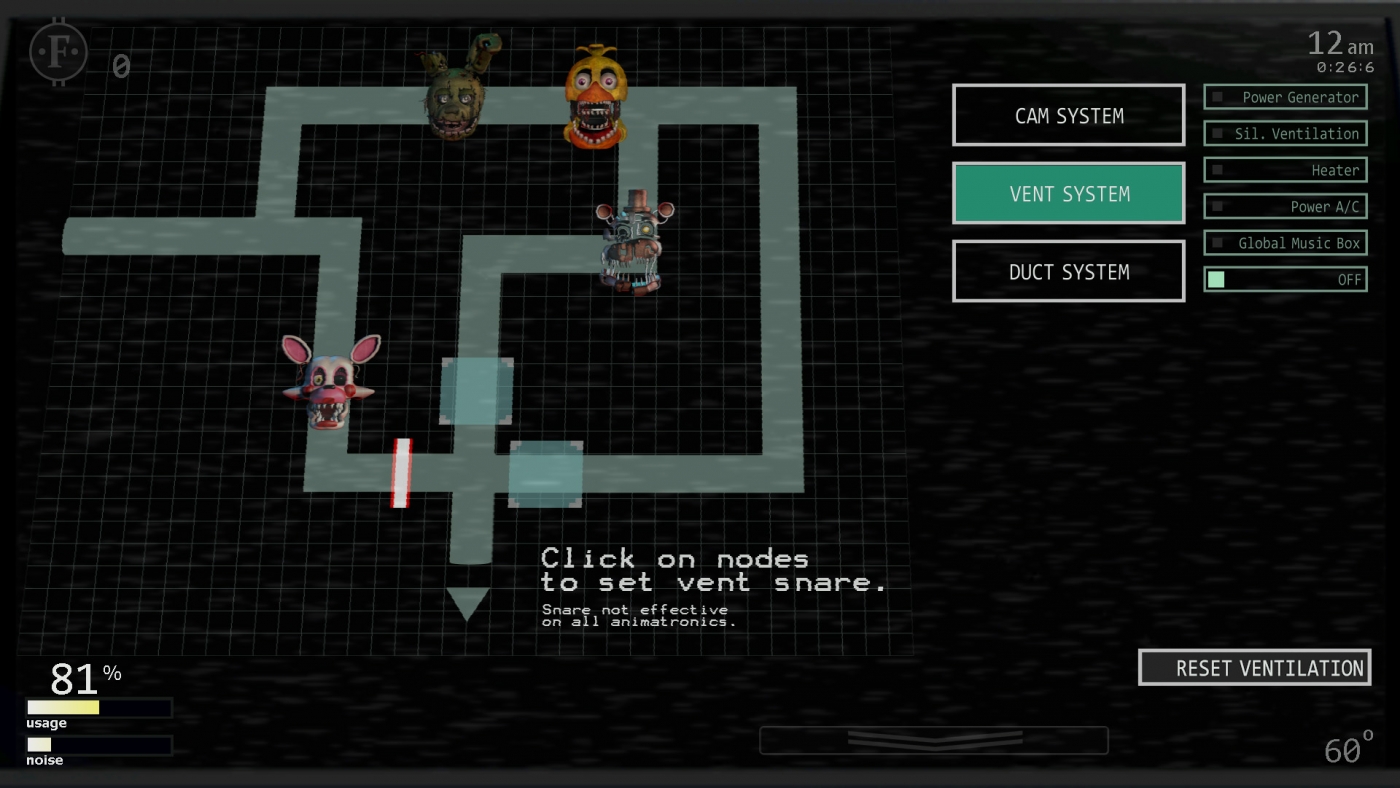 F
0
12 am
0:26:6
CAM SYSTEM
VENT SYSTEM
DUCT SYSTEM
Power Generator
Sil. Ventilation
Heater
Power A/C
Global Music Box
OFF
Click on nodes
to set vent snare.
Snare not effective
on all animatronics.
RESET VENTILATION
81%
usage
noise
60°